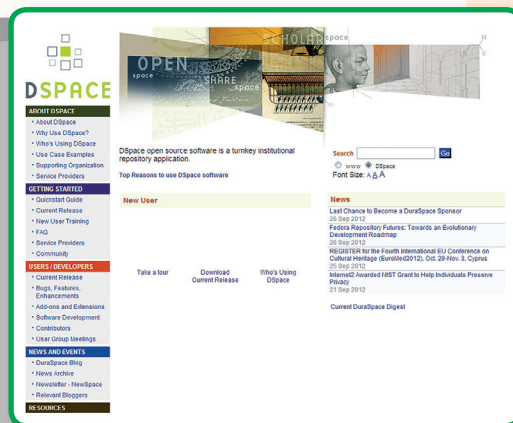 DSPACE
ABOUT DSPACE
About DSpace
Why Use DSpace?
Who's Using DSpace
Use Case Examples
Supporting Organization
Service Providers
GETTING STARTED
Quickstart Guide
Current Release
New User Training
FAQ
Service Providers
Community
USERS / DEVELOPERS
Current Release
Bugs, Features,
Enhancements
Add-ons and Extensions
Software Development
Contributors
User Group Meetings
NEWS AND EVENTS
DuraSpace Blog
News Archive
Newsletter - NewSpace
Relevant Bloggers
RESOURCES
OPEN
space
SHARE
space
SCHOLAR
space
DSpace open source software is a turnkey institutional
repository application.
Top Reasons to use DSpace software
Search
Go
www
DSpace
Font Size: A A A
New User
Take a tour
Download
Current Release
Who's Using
DSpace
News
Last Chance to Become a DuraSpace Sponsor
26 Sep 2012
Fedora Repository Futures: Towards an Evolutionary
Development Roadmap
26 Sep 2012
REGISTER for the Fourth International EU Conference on
Cultural Heritage (EuroMed2012), Oct. 29-Nov. 3, Cyprus
25 Sep 2012
Internet2 Awarded NIST Grant to Help Individuals Preserve
Privacy
21 Sep 2012
Current DuraSpace Digest